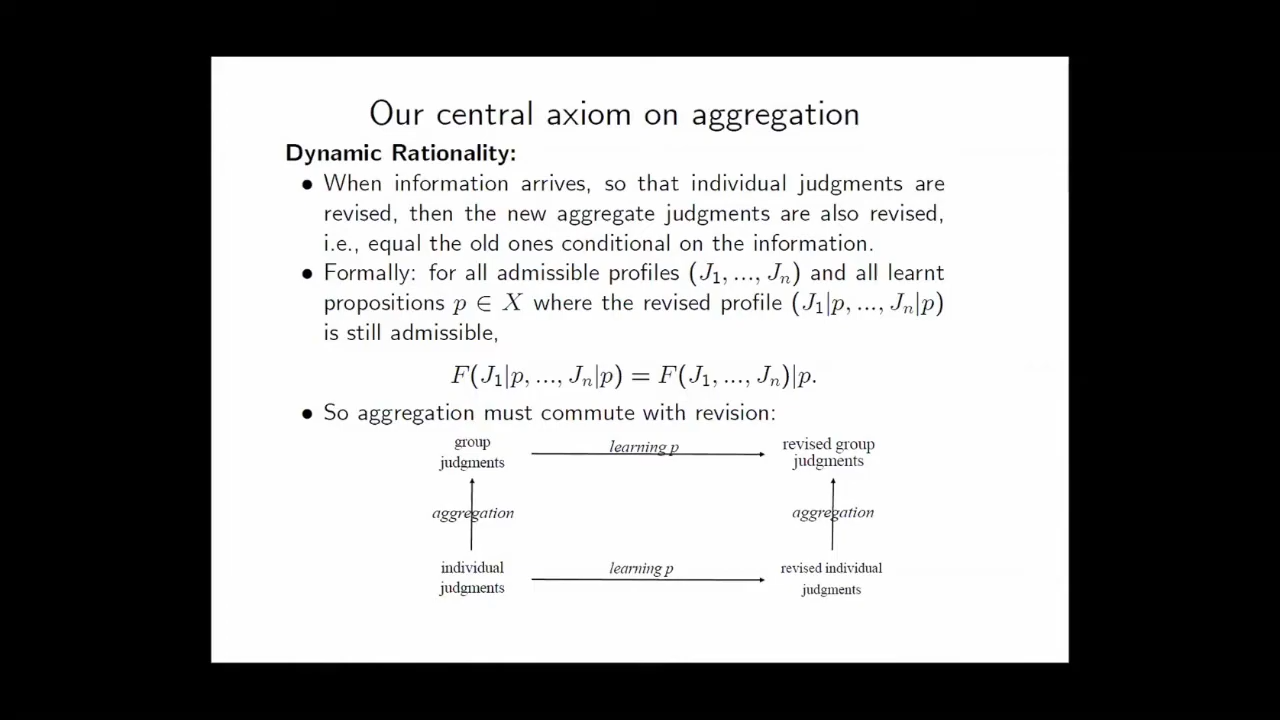 Our central axiom on aggregation
Dynamic Rationality:
• When information arrives, so that individual judgments are
revised, then the new aggregate judgments are also revised,
i.e., equal the old ones conditional on the information.
• Formally: for all admissible profiles (J₁, ..., Jₙ) and all learnt
propositions p ∈ X where the revised profile (J₁|p, ..., Jₙ|p)
is still admissible,
F(J₁|p, ..., Jₙ|p) = F(J₁, ..., Jₙ)|p.
• So aggregation must commute with revision:
group
judgments
learning p
revised group
judgments
aggregation
aggregation
individual
judgments
learning p
revised individual
judgments